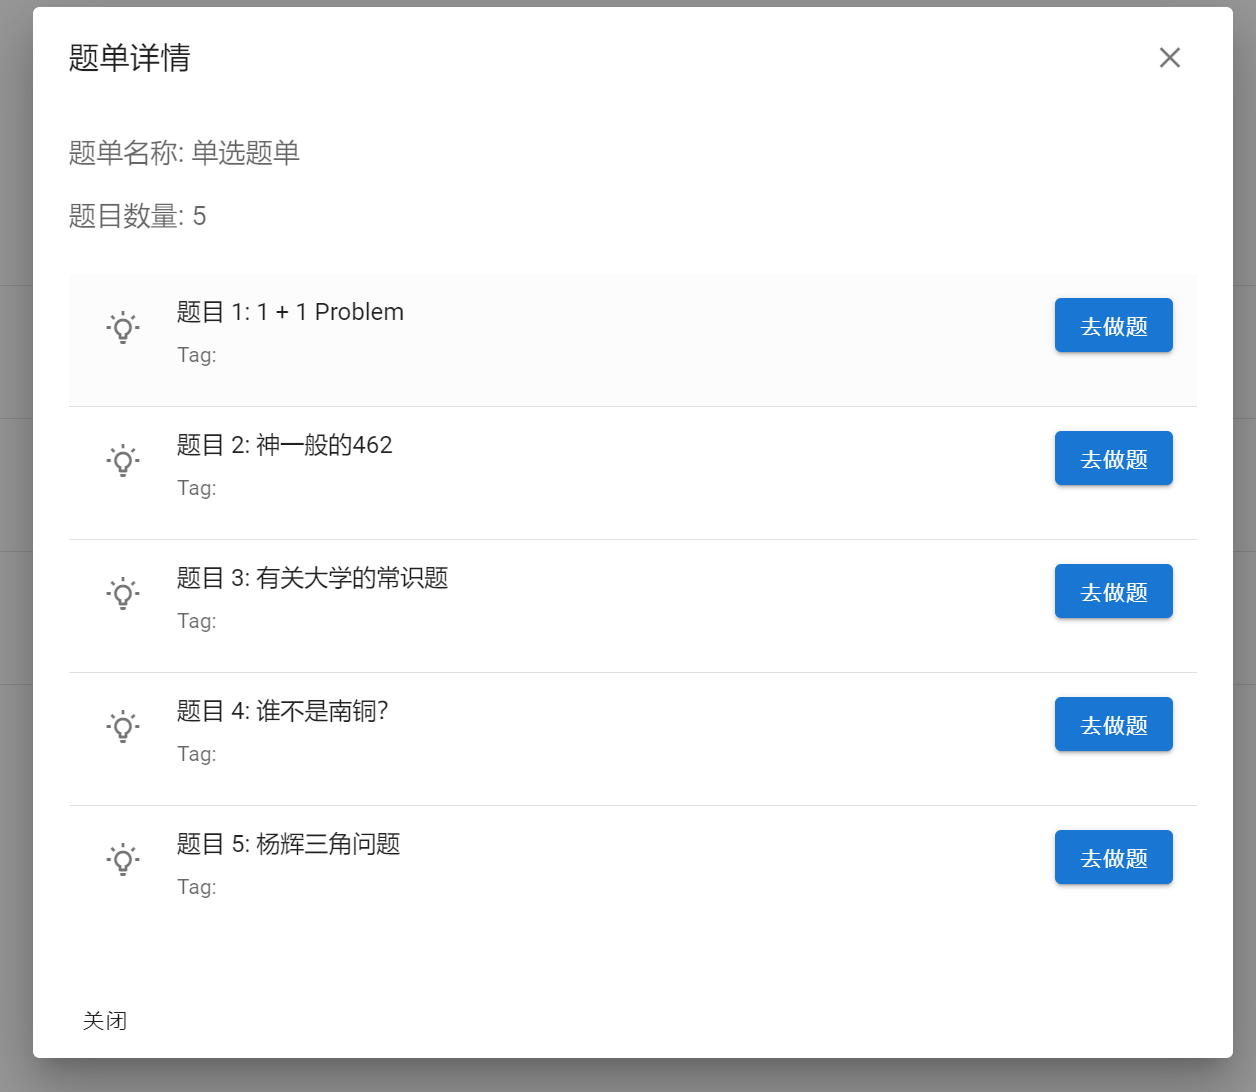 题单详情
题单名称: 单选题单
题目数量: 5
题目 1: 1 + 1 Problem
Tag:
去做题
题目 2: 神一般的462
Tag:
去做题
题目 3: 有关大学的常识题
Tag:
去做题
题目 4: 谁不是南铜?
Tag:
去做题
题目 5: 杨辉三角问题
Tag:
去做题
关闭